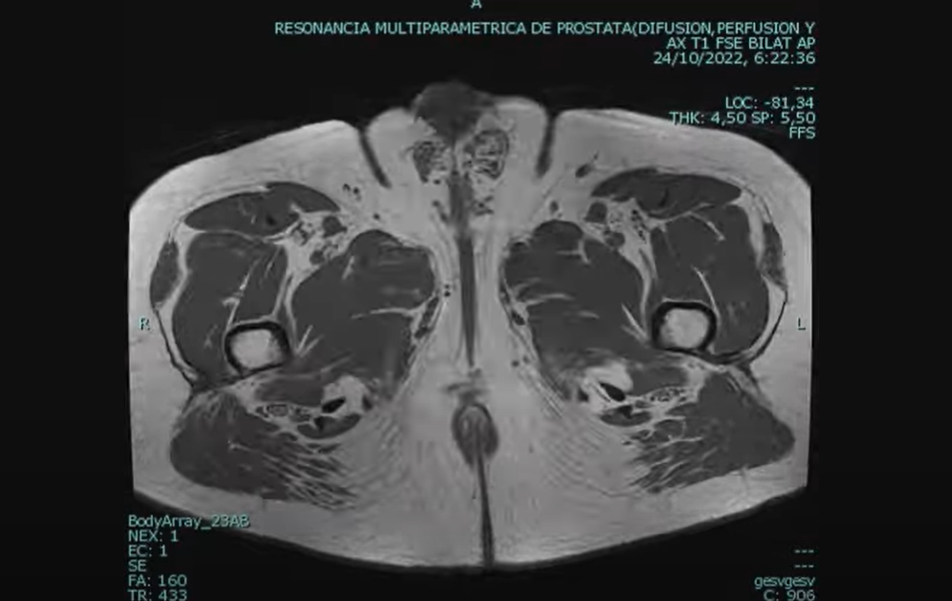 A
RESONANCIA MULTIPARAMETRICA DE PROSTATA(DIFUSION,PERFUSION Y
AX T1 FSE BILAT AP
24/10/2022, 6:22:36
---
LOC: -81,34
THK: 4,50 SP: 5,50
FFS
R
L
BodyArray_23AB
NEX: 1
EC: 1
SE
FA: 160
TR: 433
---
---
gesvgesv
C: 906